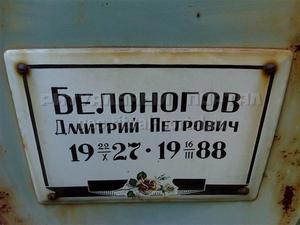 БЕЛОНОГОВ
ДМИТРИЙ ПЕТРОВИЧ
19 22/X 27 · 19 16/III 88